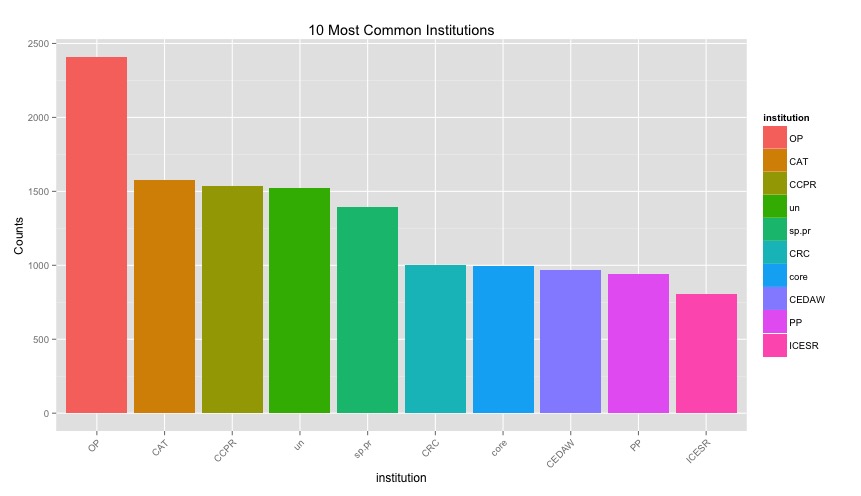 10 Most Common Institutions
Counts
2500
2000
1500
1000
500
0
OP
CAT
CCPR
un
sp.pr
CRC
core
CEDAW
PP
ICESR
institution
institution
OP
CAT
CCPR
un
sp.pr
CRC
core
CEDAW
PP
ICESR